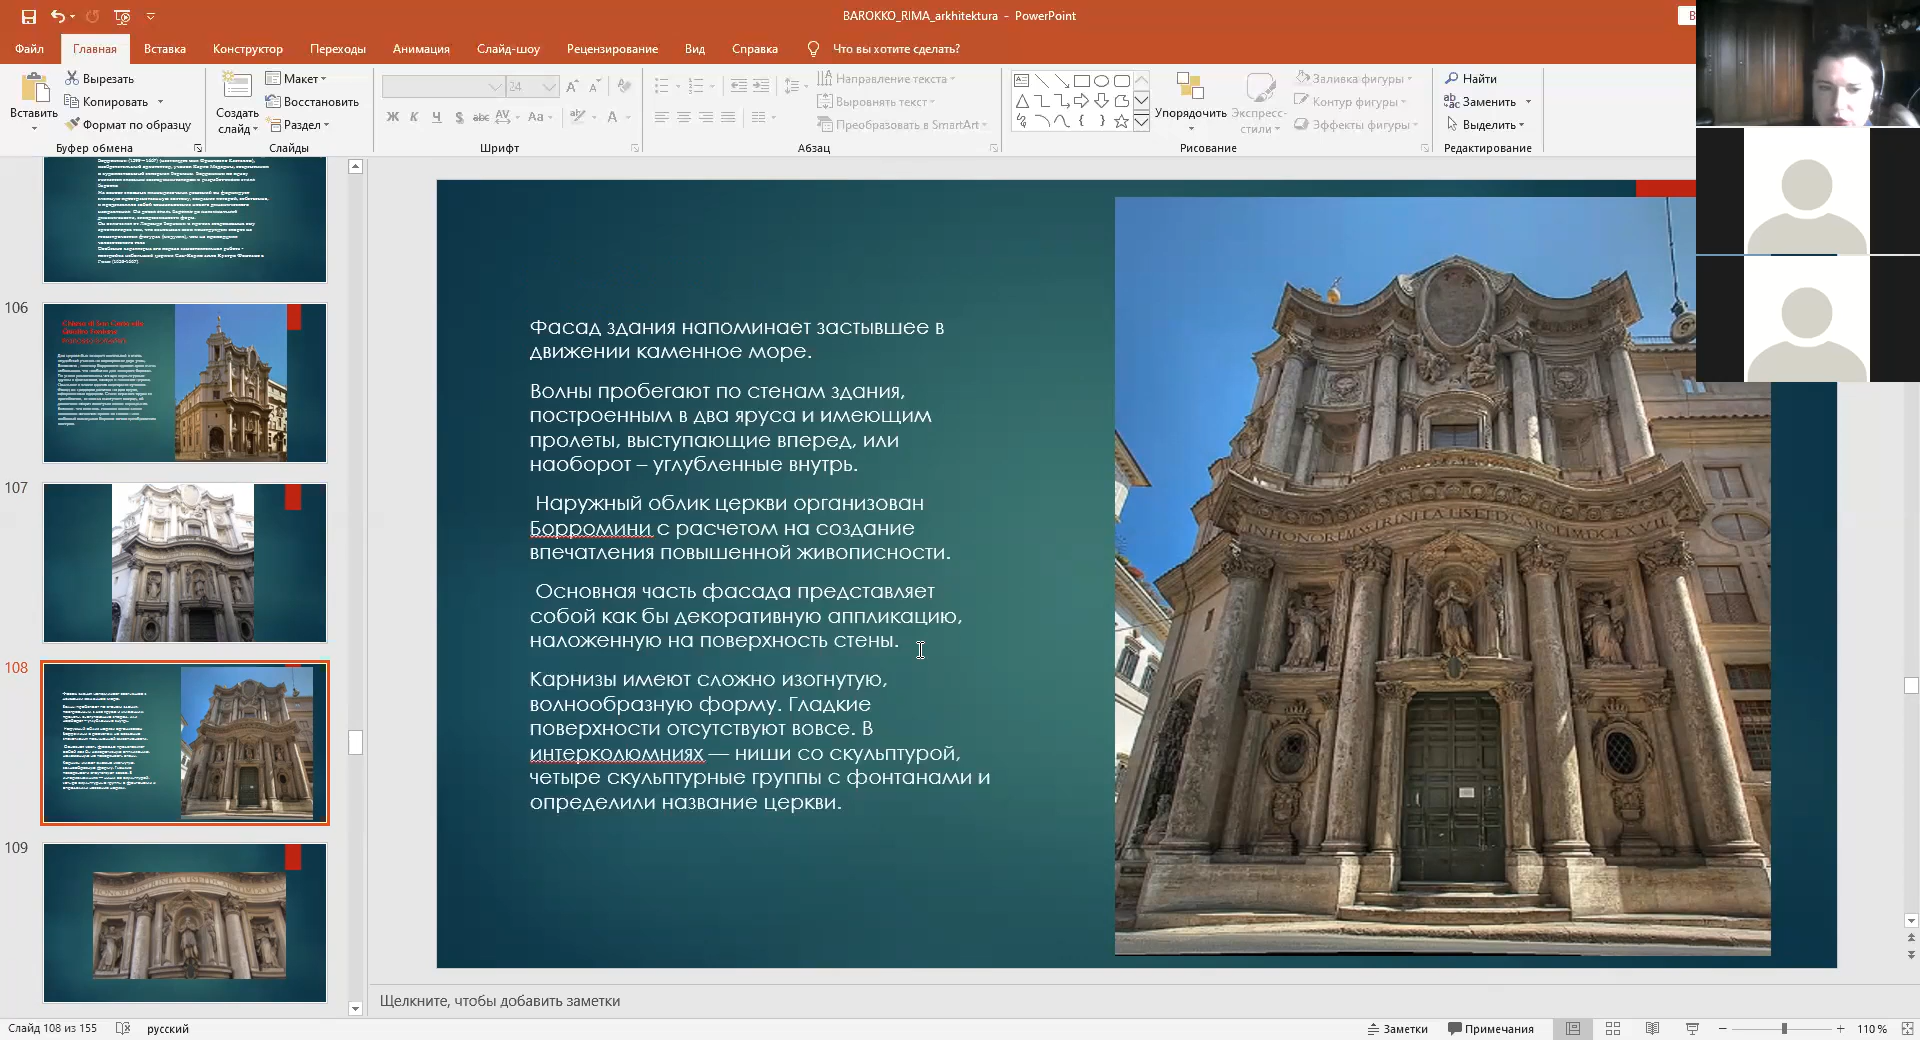 BAROKKO_RIMA_arkhitektura - PowerPoint
Файл Главная Вставка Конструктор Переходы Анимация Слайд-шоу Рецензирование Вид Справка Что вы хотите сделать?
Вставить
Вырезать
Копировать
Формат по образцу
Буфер обмена
Создать слайд
Макет
Восстановить
Раздел
Слайды
24
Ж К Ч S abc AV Aa А
Шрифт
Направление текста
Выровнять текст
Преобразовать в SmartArt
Абзац
Упорядочить
Экспресс-стили
Заливка фигуры
Контур фигуры
Эффекты фигуры
Рисование
Найти
Заменить
Выделить
Редактирование
106
107
108
109
Фасад здания напоминает застывшее в
движении каменное море.
Волны пробегают по стенам здания,
построенным в два яруса и имеющим
пролеты, выступающие вперед, или
наоборот – углубленные внутрь.
Наружный облик церкви организован
Борромини с расчетом на создание
впечатления повышенной живописности.
Основная часть фасада представляет
собой как бы декоративную аппликацию,
наложенную на поверхность стены.
Карнизы имеют сложно изогнутую,
волнообразную форму. Гладкие
поверхности отсутствуют вовсе. В
интерколюмниях — ниши со скульптурой,
четыре скульптурные группы с фонтанами и
определили название церкви.
Щелкните, чтобы добавить заметки
Слайд 108 из 155 русский Заметки Примечания 110 %